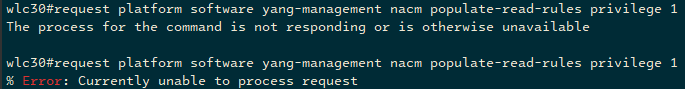 wlc30#request platform software yang-management nacm populate-read-rules privilege 1
The process for the command is not responding or is otherwise unavailable
wlc30#request platform software yang-management nacm populate-read-rules privilege 1
% Error: Currently unable to process request